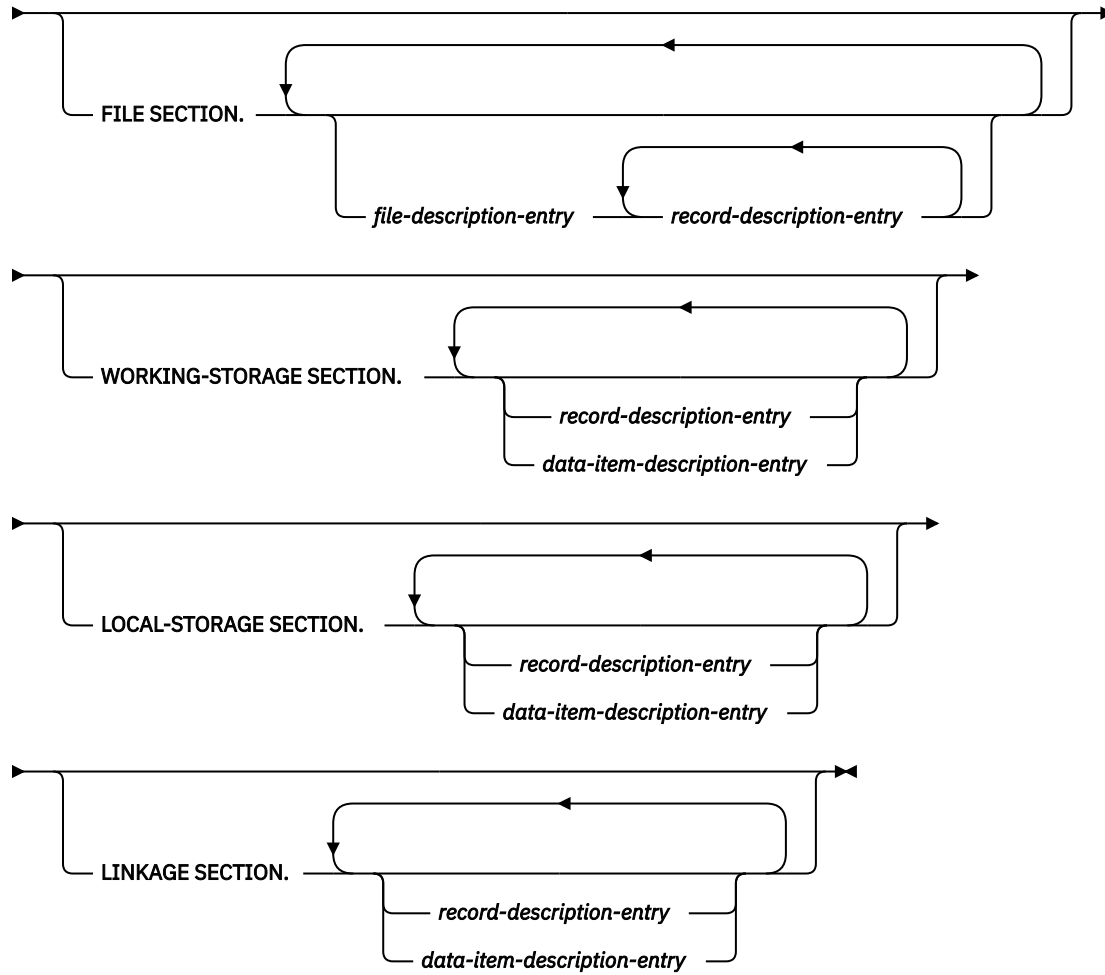 FILE SECTION.
file-description-entry record-description-entry
WORKING-STORAGE SECTION.
record-description-entry
data-item-description-entry
LOCAL-STORAGE SECTION.
record-description-entry
data-item-description-entry
LINKAGE SECTION.
record-description-entry
data-item-description-entry